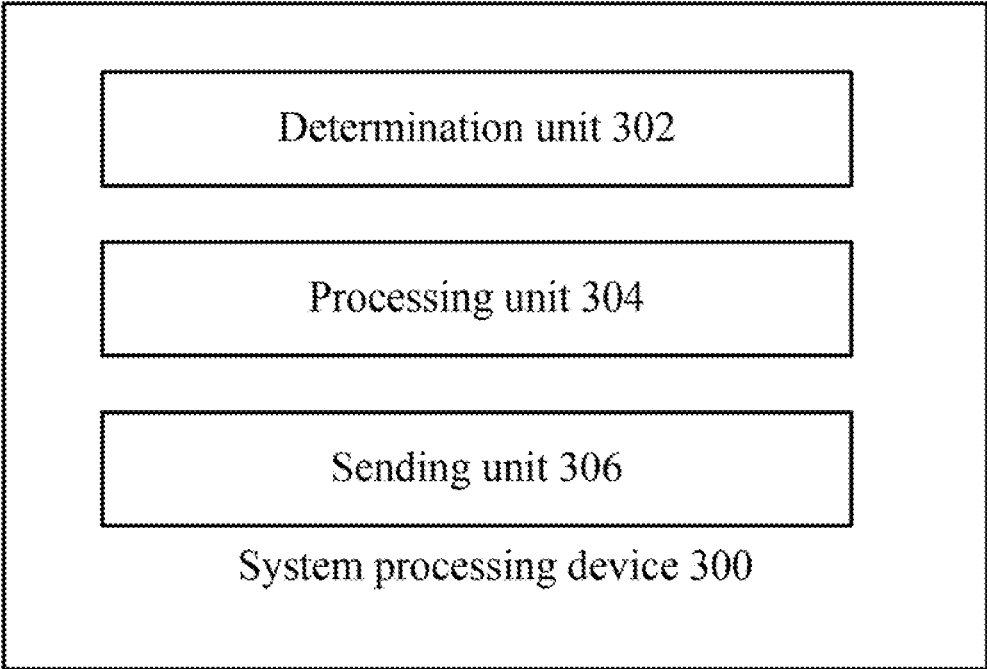 Determination unit 302
Processing unit 304
Sending unit 306
System processing device 300